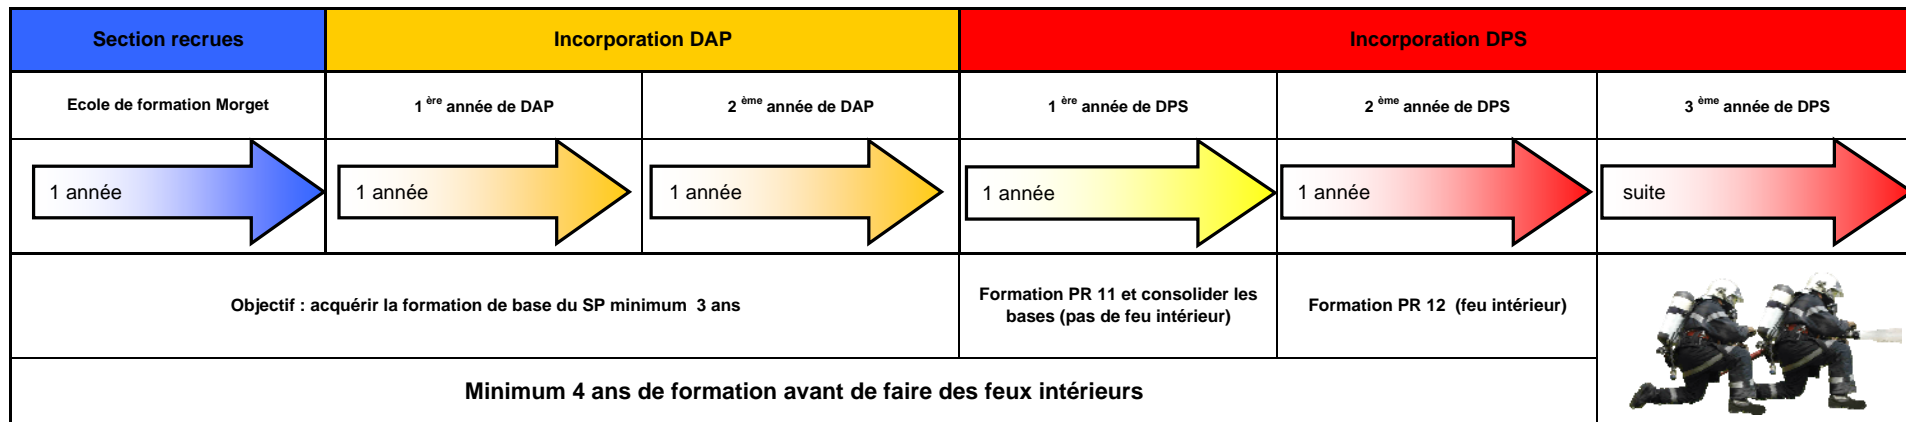 Section recrues
Incorporation DAP
Incorporation DPS
Ecole de formation Morget
1 ère année de DAP
2 ème année de DAP
1 ère année de DPS
2 ème année de DPS
3 ème année de DPS
1 année
1 année
1 année
1 année
1 année
suite
Objectif : acquérir la formation de base du SP minimum 3 ans
Formation PR 11 et consolider les
bases (pas de feu intérieur)
Formation PR 12 (feu intérieur)
Minimum 4 ans de formation avant de faire des feux intérieurs